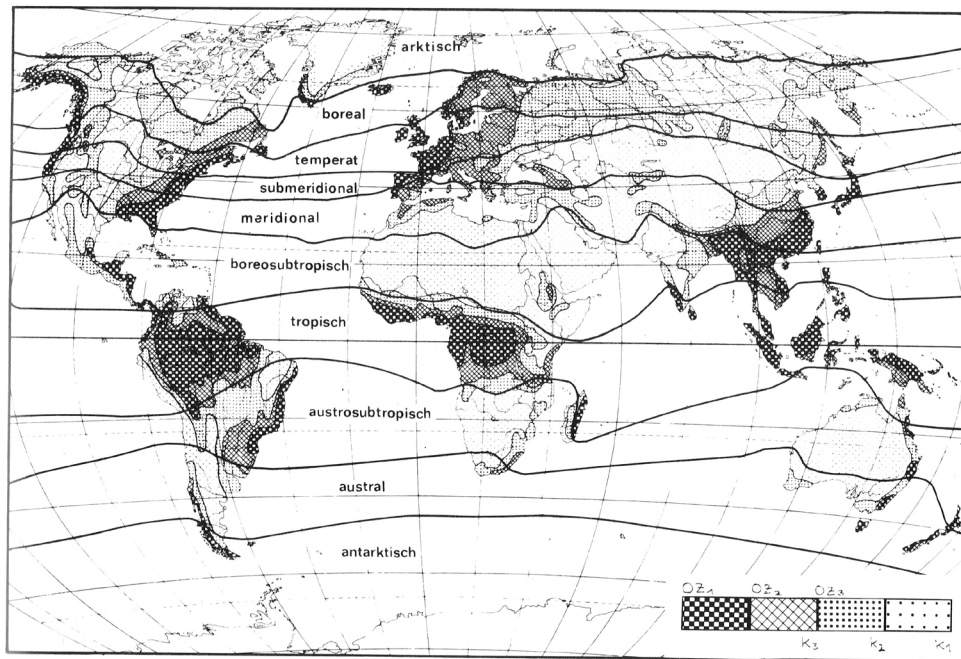 arktisch
boreal
temperat
submeridional
meridional
boreosubtropisch
tropisch
austrosubtropisch
austral
antarktisch
OZ₁ OZ₂ OZ₃
K₃ K₂ K₁